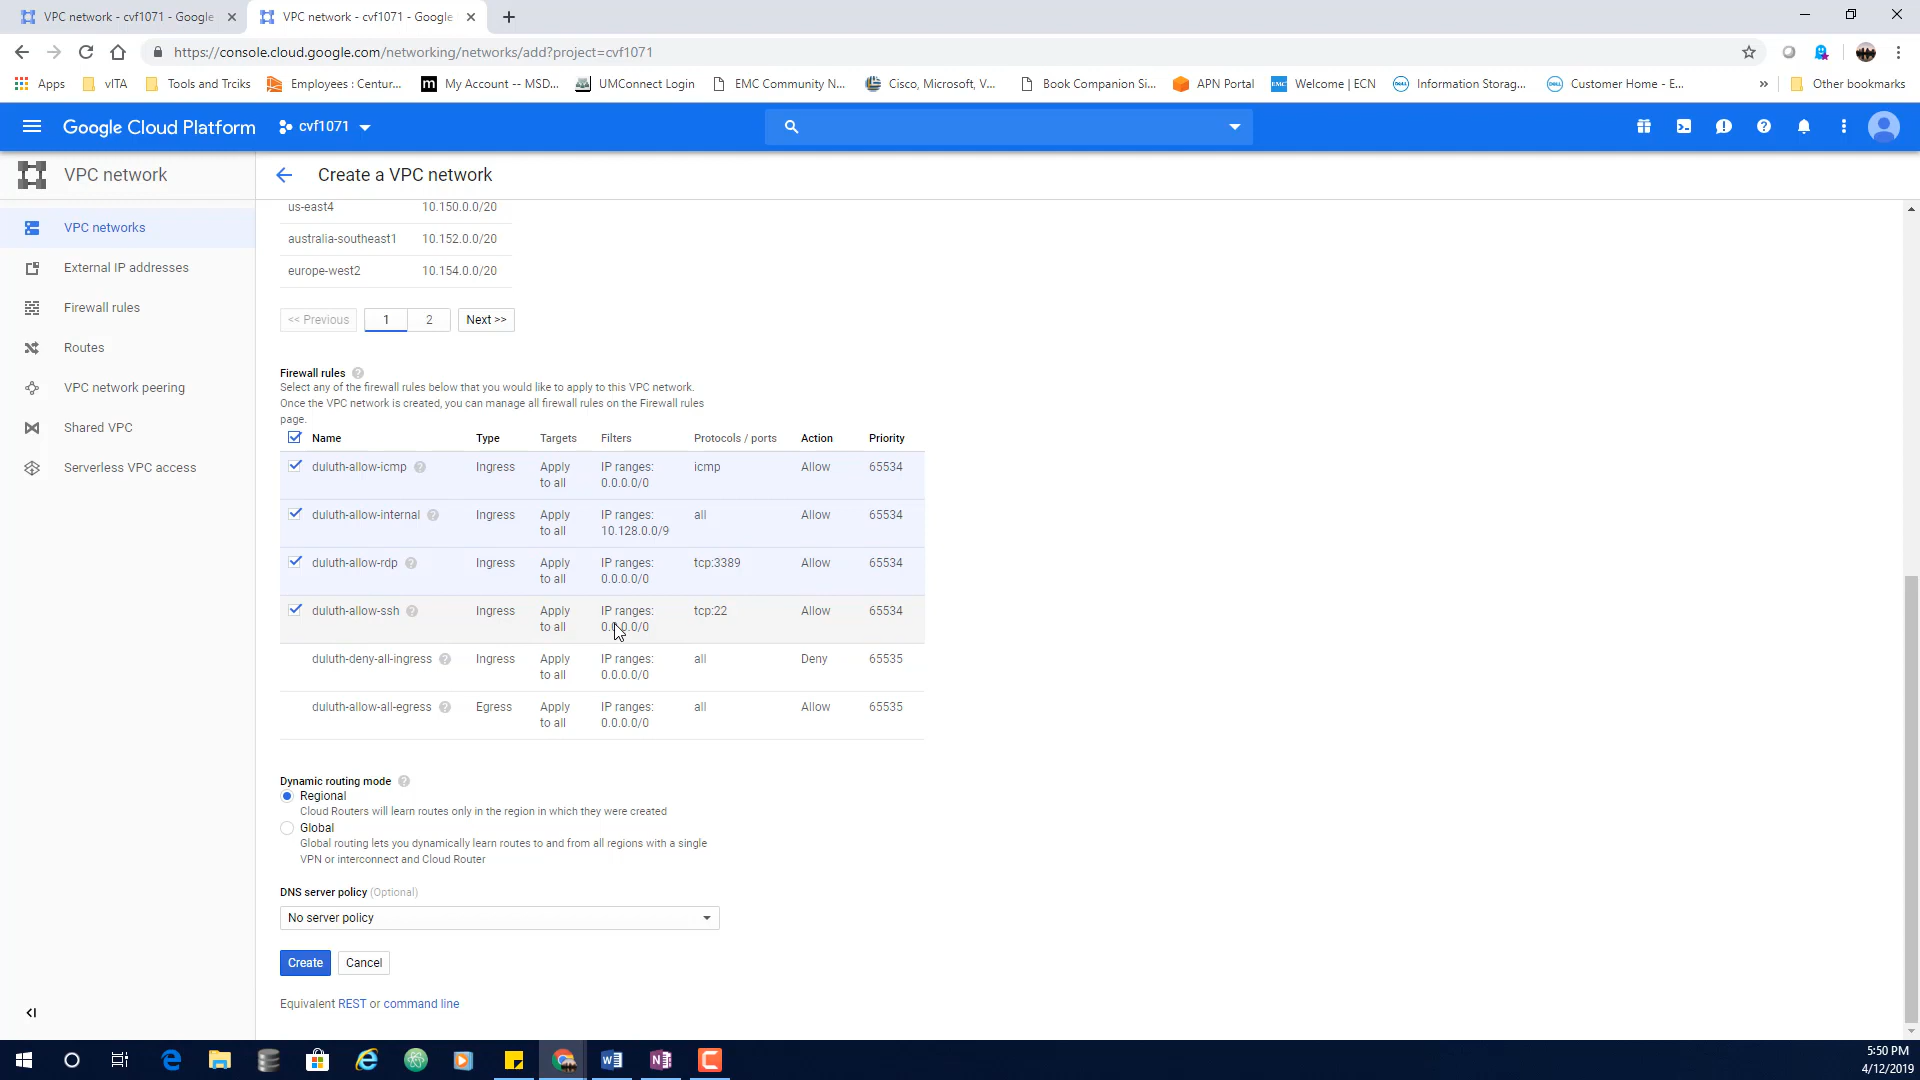 VPC network - cvf1071 - Google
VPC network - cvf1071 - Google
https://console.cloud.google.com/networking/networks/add?project=cvf1071
Apps
vITA
Tools and Trciks
Employees : Centur...
My Account -- MSD...
UMConnect Login
EMC Community N...
Cisco, Microsoft, V...
Book Companion Si...
APN Portal
Welcome | ECN
Information Storag...
Customer Home - E...
»
Other bookmarks
Google Cloud Platform
cvf1071
VPC network
Create a VPC network
VPC networks
External IP addresses
Firewall rules
Routes
VPC network peering
Shared VPC
Serverless VPC access
us-east4 10.150.0.0/20
australia-southeast1 10.152.0.0/20
europe-west2 10.154.0.0/20
<< Previous 1 2 Next >>
Firewall rules
Select any of the firewall rules below that you would like to apply to this VPC network.
Once the VPC network is created, you can manage all firewall rules on the Firewall rules
page.
Name Type Targets Filters Protocols / ports Action Priority
duluth-allow-icmp Ingress Apply IP ranges: icmp Allow 65534
to all 0.0.0.0/0
duluth-allow-internal Ingress Apply IP ranges: all Allow 65534
to all 10.128.0.0/9
duluth-allow-rdp Ingress Apply IP ranges: tcp:3389 Allow 65534
to all 0.0.0.0/0
duluth-allow-ssh Ingress Apply IP ranges: tcp:22 Allow 65534
to all 0.0.0.0/0
duluth-deny-all-ingress Ingress Apply IP ranges: all Deny 65535
to all 0.0.0.0/0
duluth-allow-all-egress Egress Apply IP ranges: all Allow 65535
to all 0.0.0.0/0
Dynamic routing mode
Regional
Cloud Routers will learn routes only in the region in which they were created
Global
Global routing lets you dynamically learn routes to and from all regions with a single
VPN or interconnect and Cloud Router
DNS server policy (Optional)
No server policy
Create Cancel
Equivalent REST or command line
5:50 PM
4/12/2019